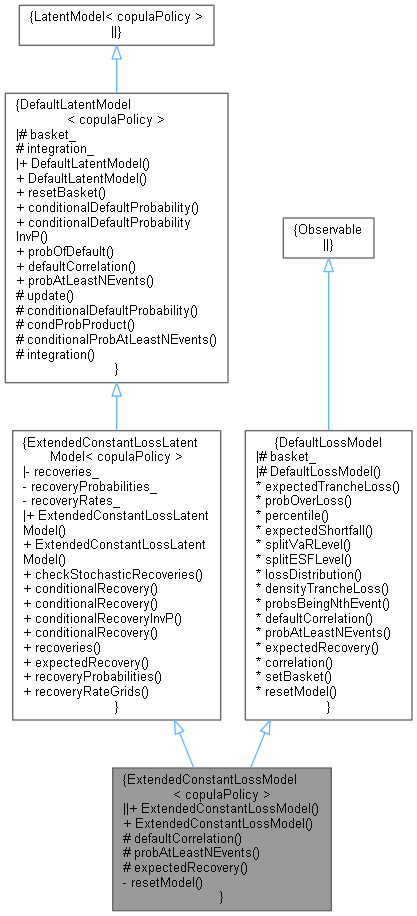 {LatentModel< copulaPolicy >
||}
{DefaultLatentModel
< copulaPolicy >
|# basket_
# integration_
|+ DefaultLatentModel()
+ DefaultLatentModel()
+ resetBasket()
+ conditionalDefaultProbability()
+ conditionalDefaultProbability
InvP()
+ probOfDefault()
+ defaultCorrelation()
+ probAtLeastNEvents()
# update()
# conditionalDefaultProbability()
# condProbProduct()
# conditionalProbAtLeastNEvents()
# integration()
}
{Observable
||}
{ExtendedConstantLossLatent
Model< copulaPolicy >
|- recoveries_
- recoveryProbabilities_
- recoveryRates_
|+ ExtendedConstantLossLatent
Model()
+ ExtendedConstantLossLatent
Model()
+ checkStochasticRecoveries()
+ conditionalRecovery()
+ conditionalRecovery()
+ conditionalRecoveryInvP()
+ conditionalRecovery()
+ recoveries()
+ expectedRecovery()
+ recoveryProbabilities()
+ recoveryRateGrids()
}
{DefaultLossModel
|# basket_
|# DefaultLossModel()
* expectedTrancheLoss()
* probOverLoss()
* percentile()
* expectedShortfall()
* splitVaRLevel()
* splitESFLevel()
* lossDistribution()
* densityTrancheLoss()
* probsBeingNthEvent()
* defaultCorrelation()
* probAtLeastNEvents()
* expectedRecovery()
* correlation()
* setBasket()
* resetModel()
}
{ExtendedConstantLossModel
< copulaPolicy >
||+ ExtendedConstantLossModel()
+ ExtendedConstantLossModel()
# defaultCorrelation()
# probAtLeastNEvents()
# expectedRecovery()
- resetModel()
}